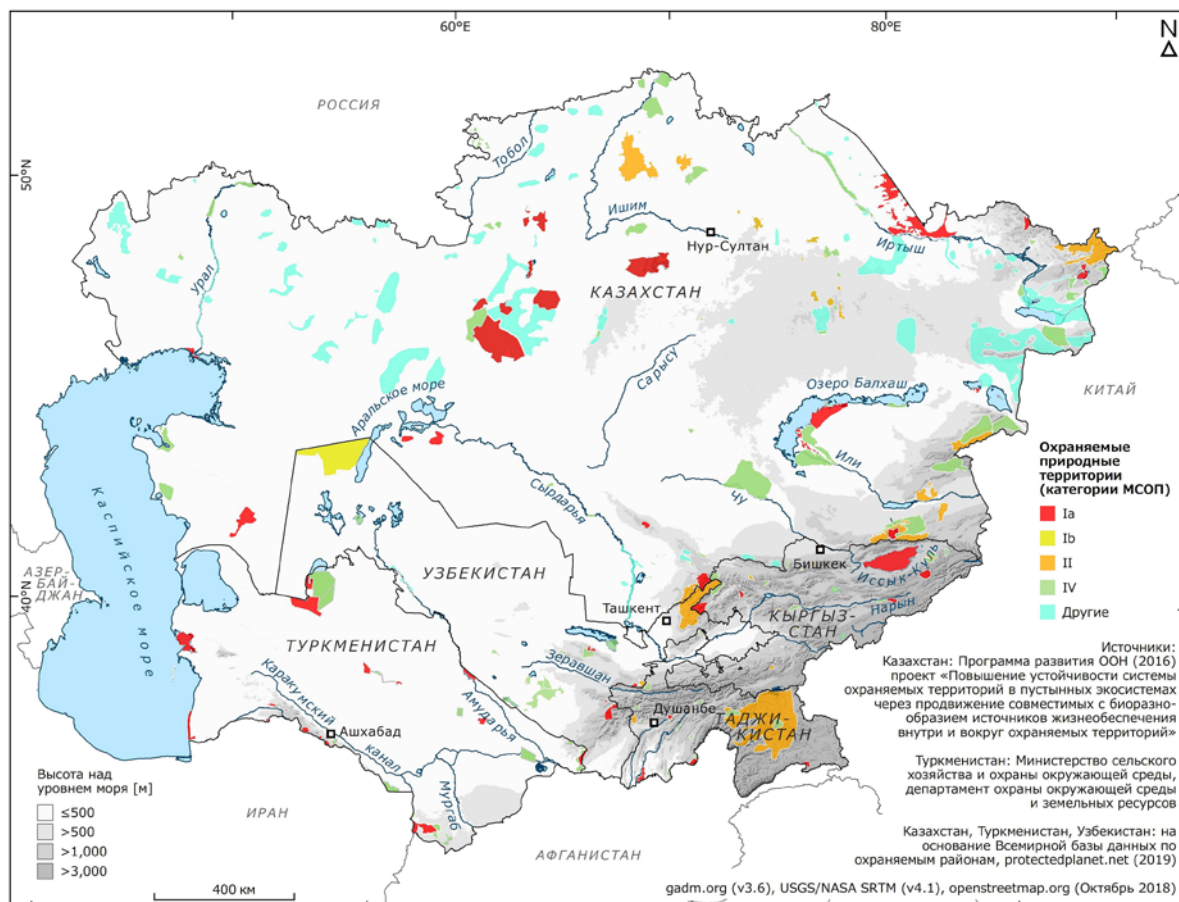 60°E
80°E
N
РОССИЯ
50°N
Тобол
Ишим
Нур-Султан
Иртыш
Урал
КАЗАХСТАН
Сарысу
Аральское море
Озеро Балхаш
КИТАЙ
Или
Чу
Сырдарья
Каспийское море
АЗЕР-
БАЙ-
ДЖАН
40°N
УЗБЕКИСТАН
Бишкек
Иссык-Куль
Ташкент
Нарын
КЫРГЫЗ-
СТАН
ТУРКМЕНИСТАН
Зеравшан
Каракумский
канал
Амударья
Ашхабад
Душанбе
ТАДЖИ-
КИСТАН
Мургаб
ИРАН
АФГАНИСТАН
Охраняемые
природные
территории
(категории МСОП)
Ia
Ib
II
IV
Другие
Высота над
уровнем моря [м]
≤500
>500
>1,000
>3,000
400 км
Источники:
Казахстан: Программа развития ООН (2016)
проект «Повышение устойчивости системы
охраняемых территорий в пустынных экосистемах
через продвижение совместимых с биоразно-
образием источников жизнеобеспечения
внутри и вокруг охраняемых территорий»
Туркменистан: Министерство сельского
хозяйства и охраны окружающей среды,
департамент охраны окружающей среды
и земельных ресурсов
Казахстан, Туркменистан, Узбекистан: на
основание Всемирной базы данных по
охраняемым районам, protectedplanet.net (2019)
gadm.org (v3.6), USGS/NASA SRTM (v4.1), openstreetmap.org (Октябрь 2018)